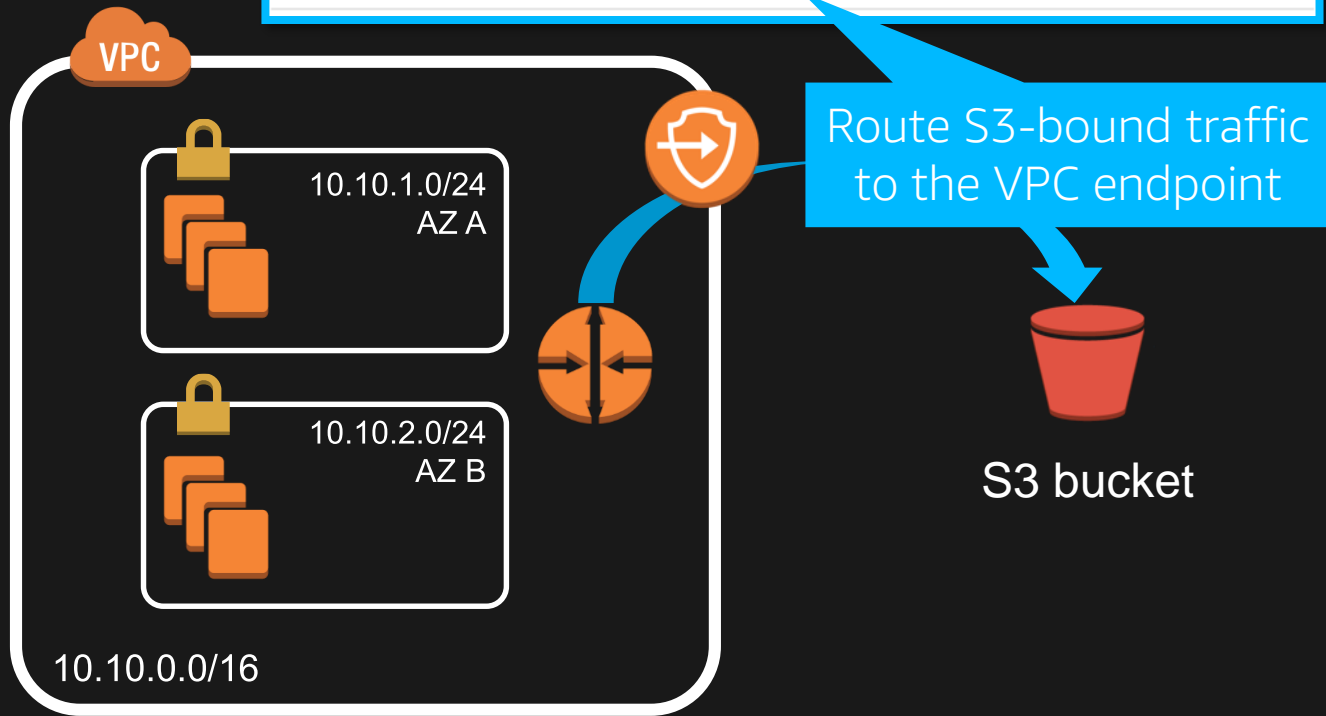 VPC
Route S3-bound traffic
to the VPC endpoint
10.10.1.0/24
AZ A
10.10.2.0/24
AZ B
S3 bucket
10.10.0.0/16